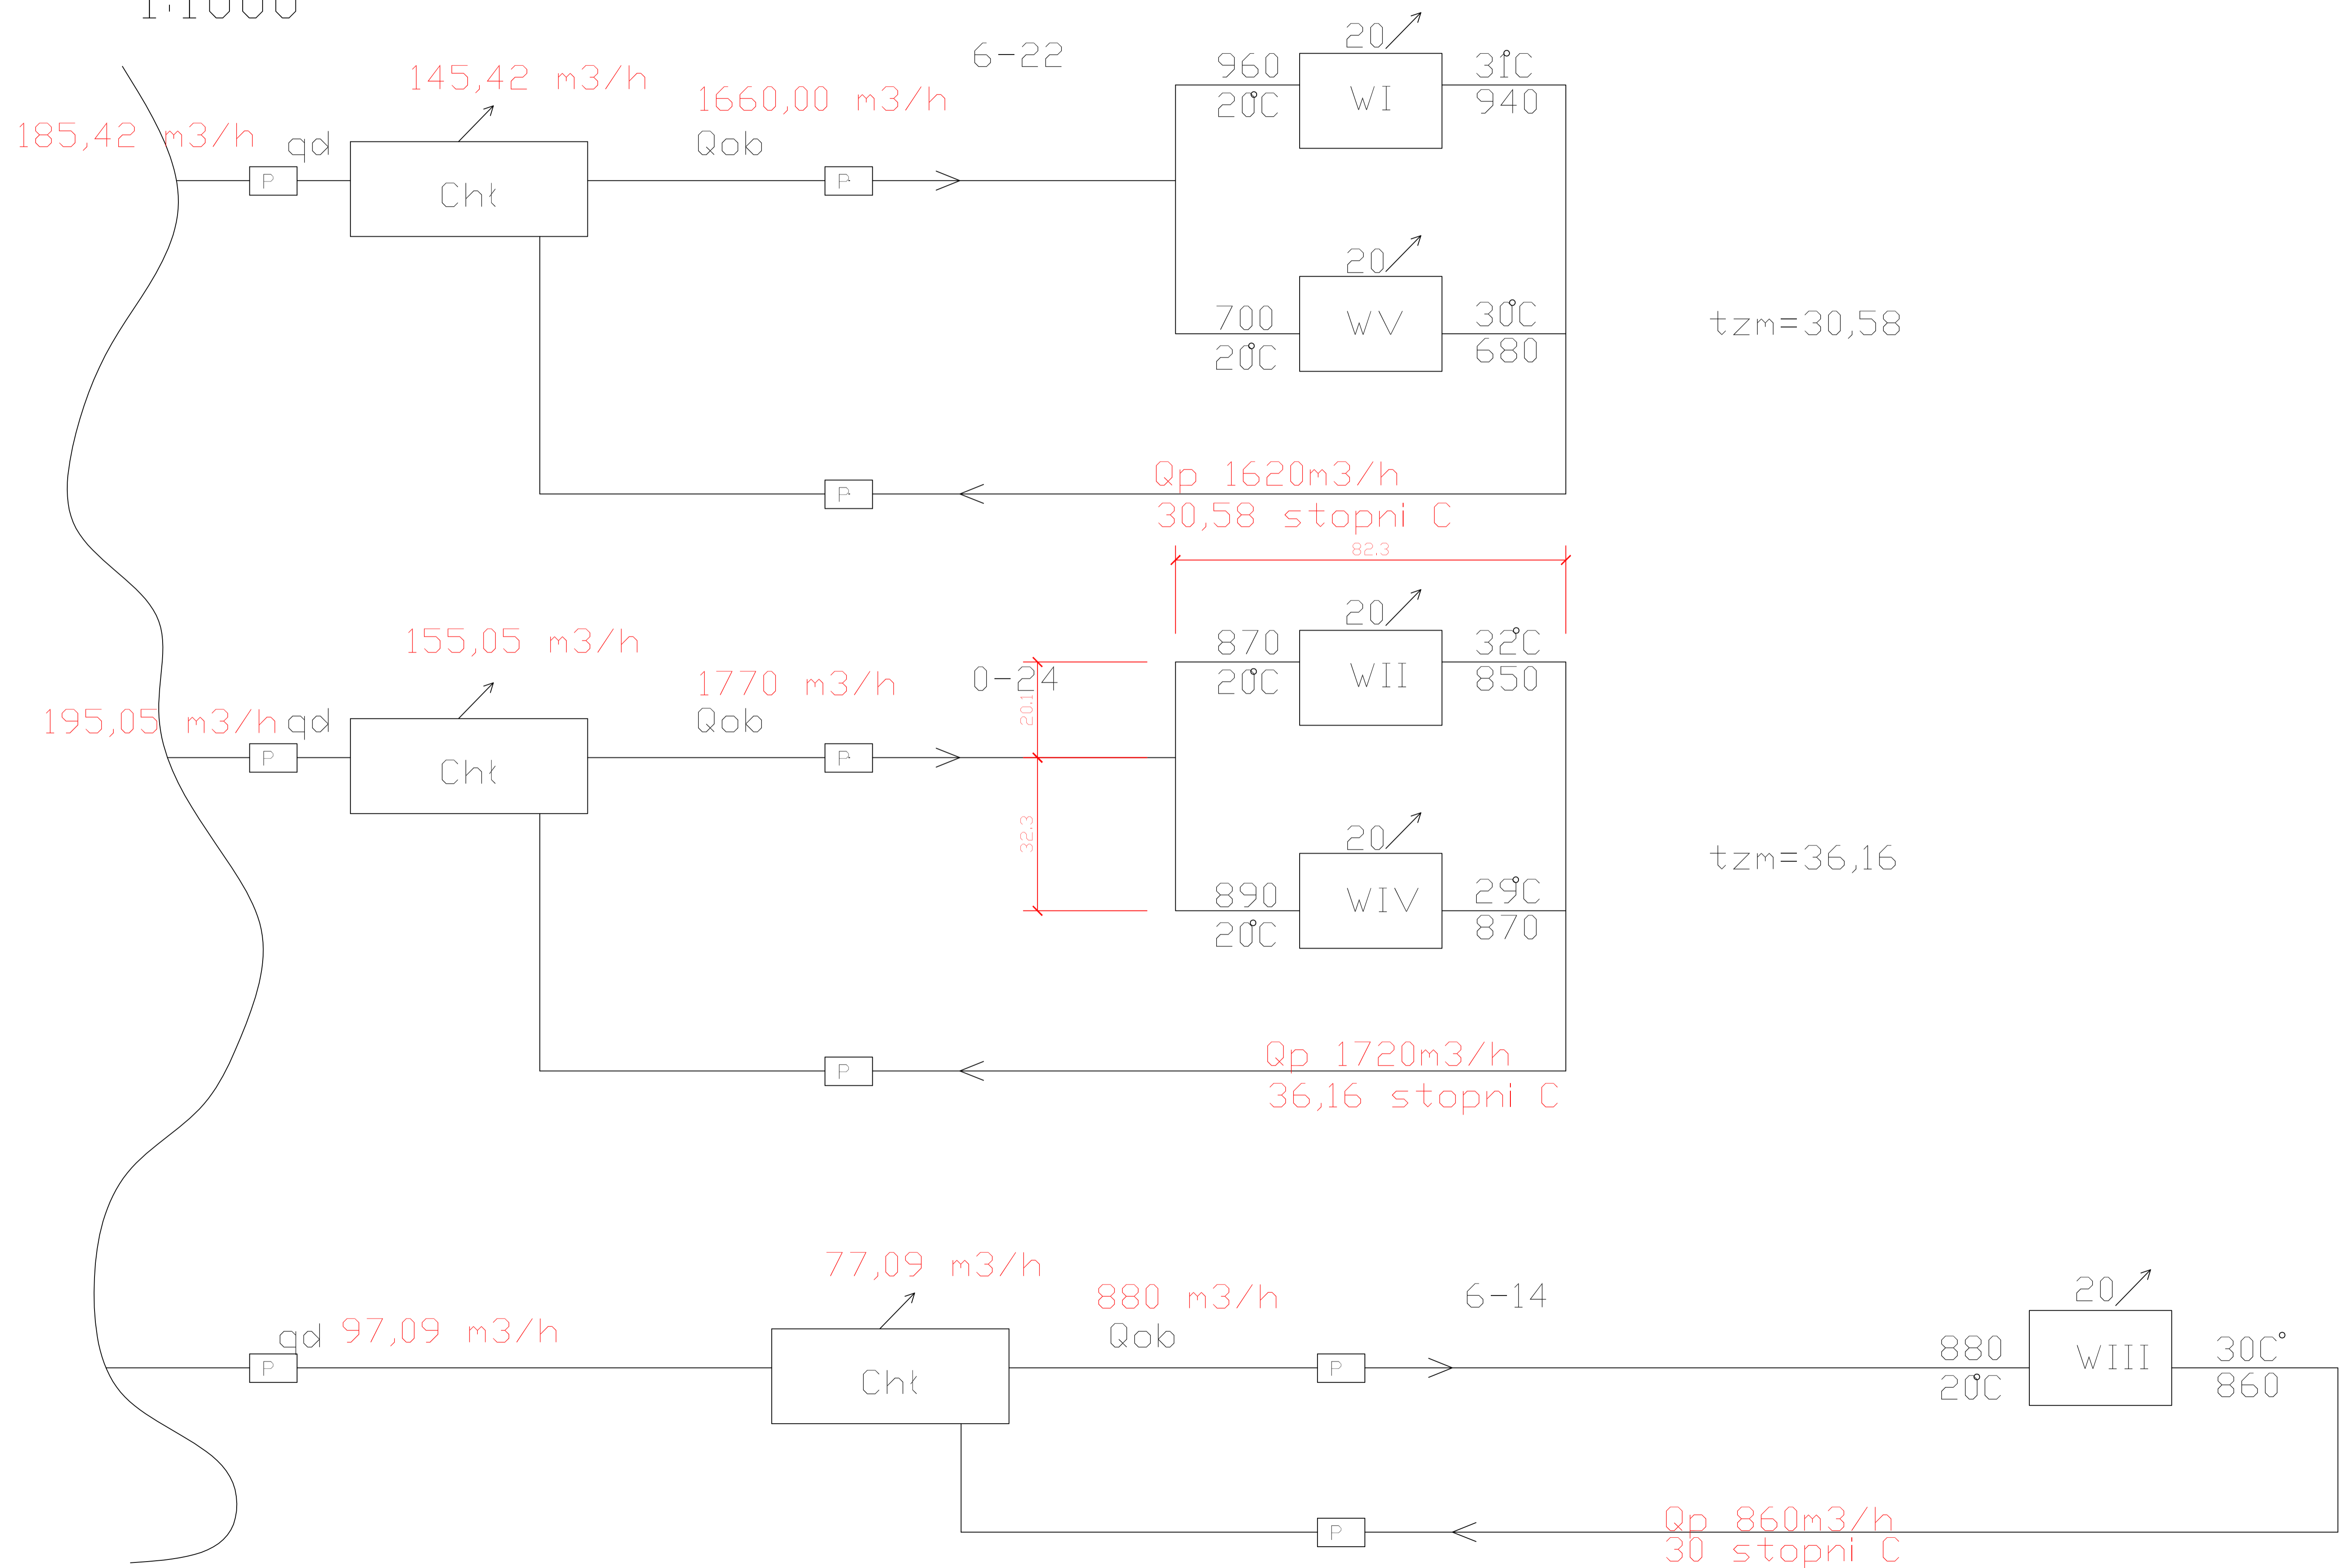 1:1000
6-22
20
145,42 m3/h
1660,00 m3/h
960
20°C
WI
31°C
940
185,42 m3/h
qd
Qob
P
Chł
P
20
700
20°C
WV
30°C
680
tzm=30,58
P
Qp 1620m3/h
30,58 stopni C
82.3
20
155,05 m3/h
1770 m3/h
0-24
20.1
870
20°C
WII
32°C
850
195,05 m3/h
qd
Qob
P
Chł
P
32.3
20
890
20°C
WIV
29°C
870
tzm=36,16
P
Qp 1720m3/h
36,16 stopni C
77,09 m3/h
880 m3/h
6-14
20
qd
97,09 m3/h
Qob
P
Chł
P
880
20°C
WIII
30C°
860
P
Qp 860m3/h
30 stopni C